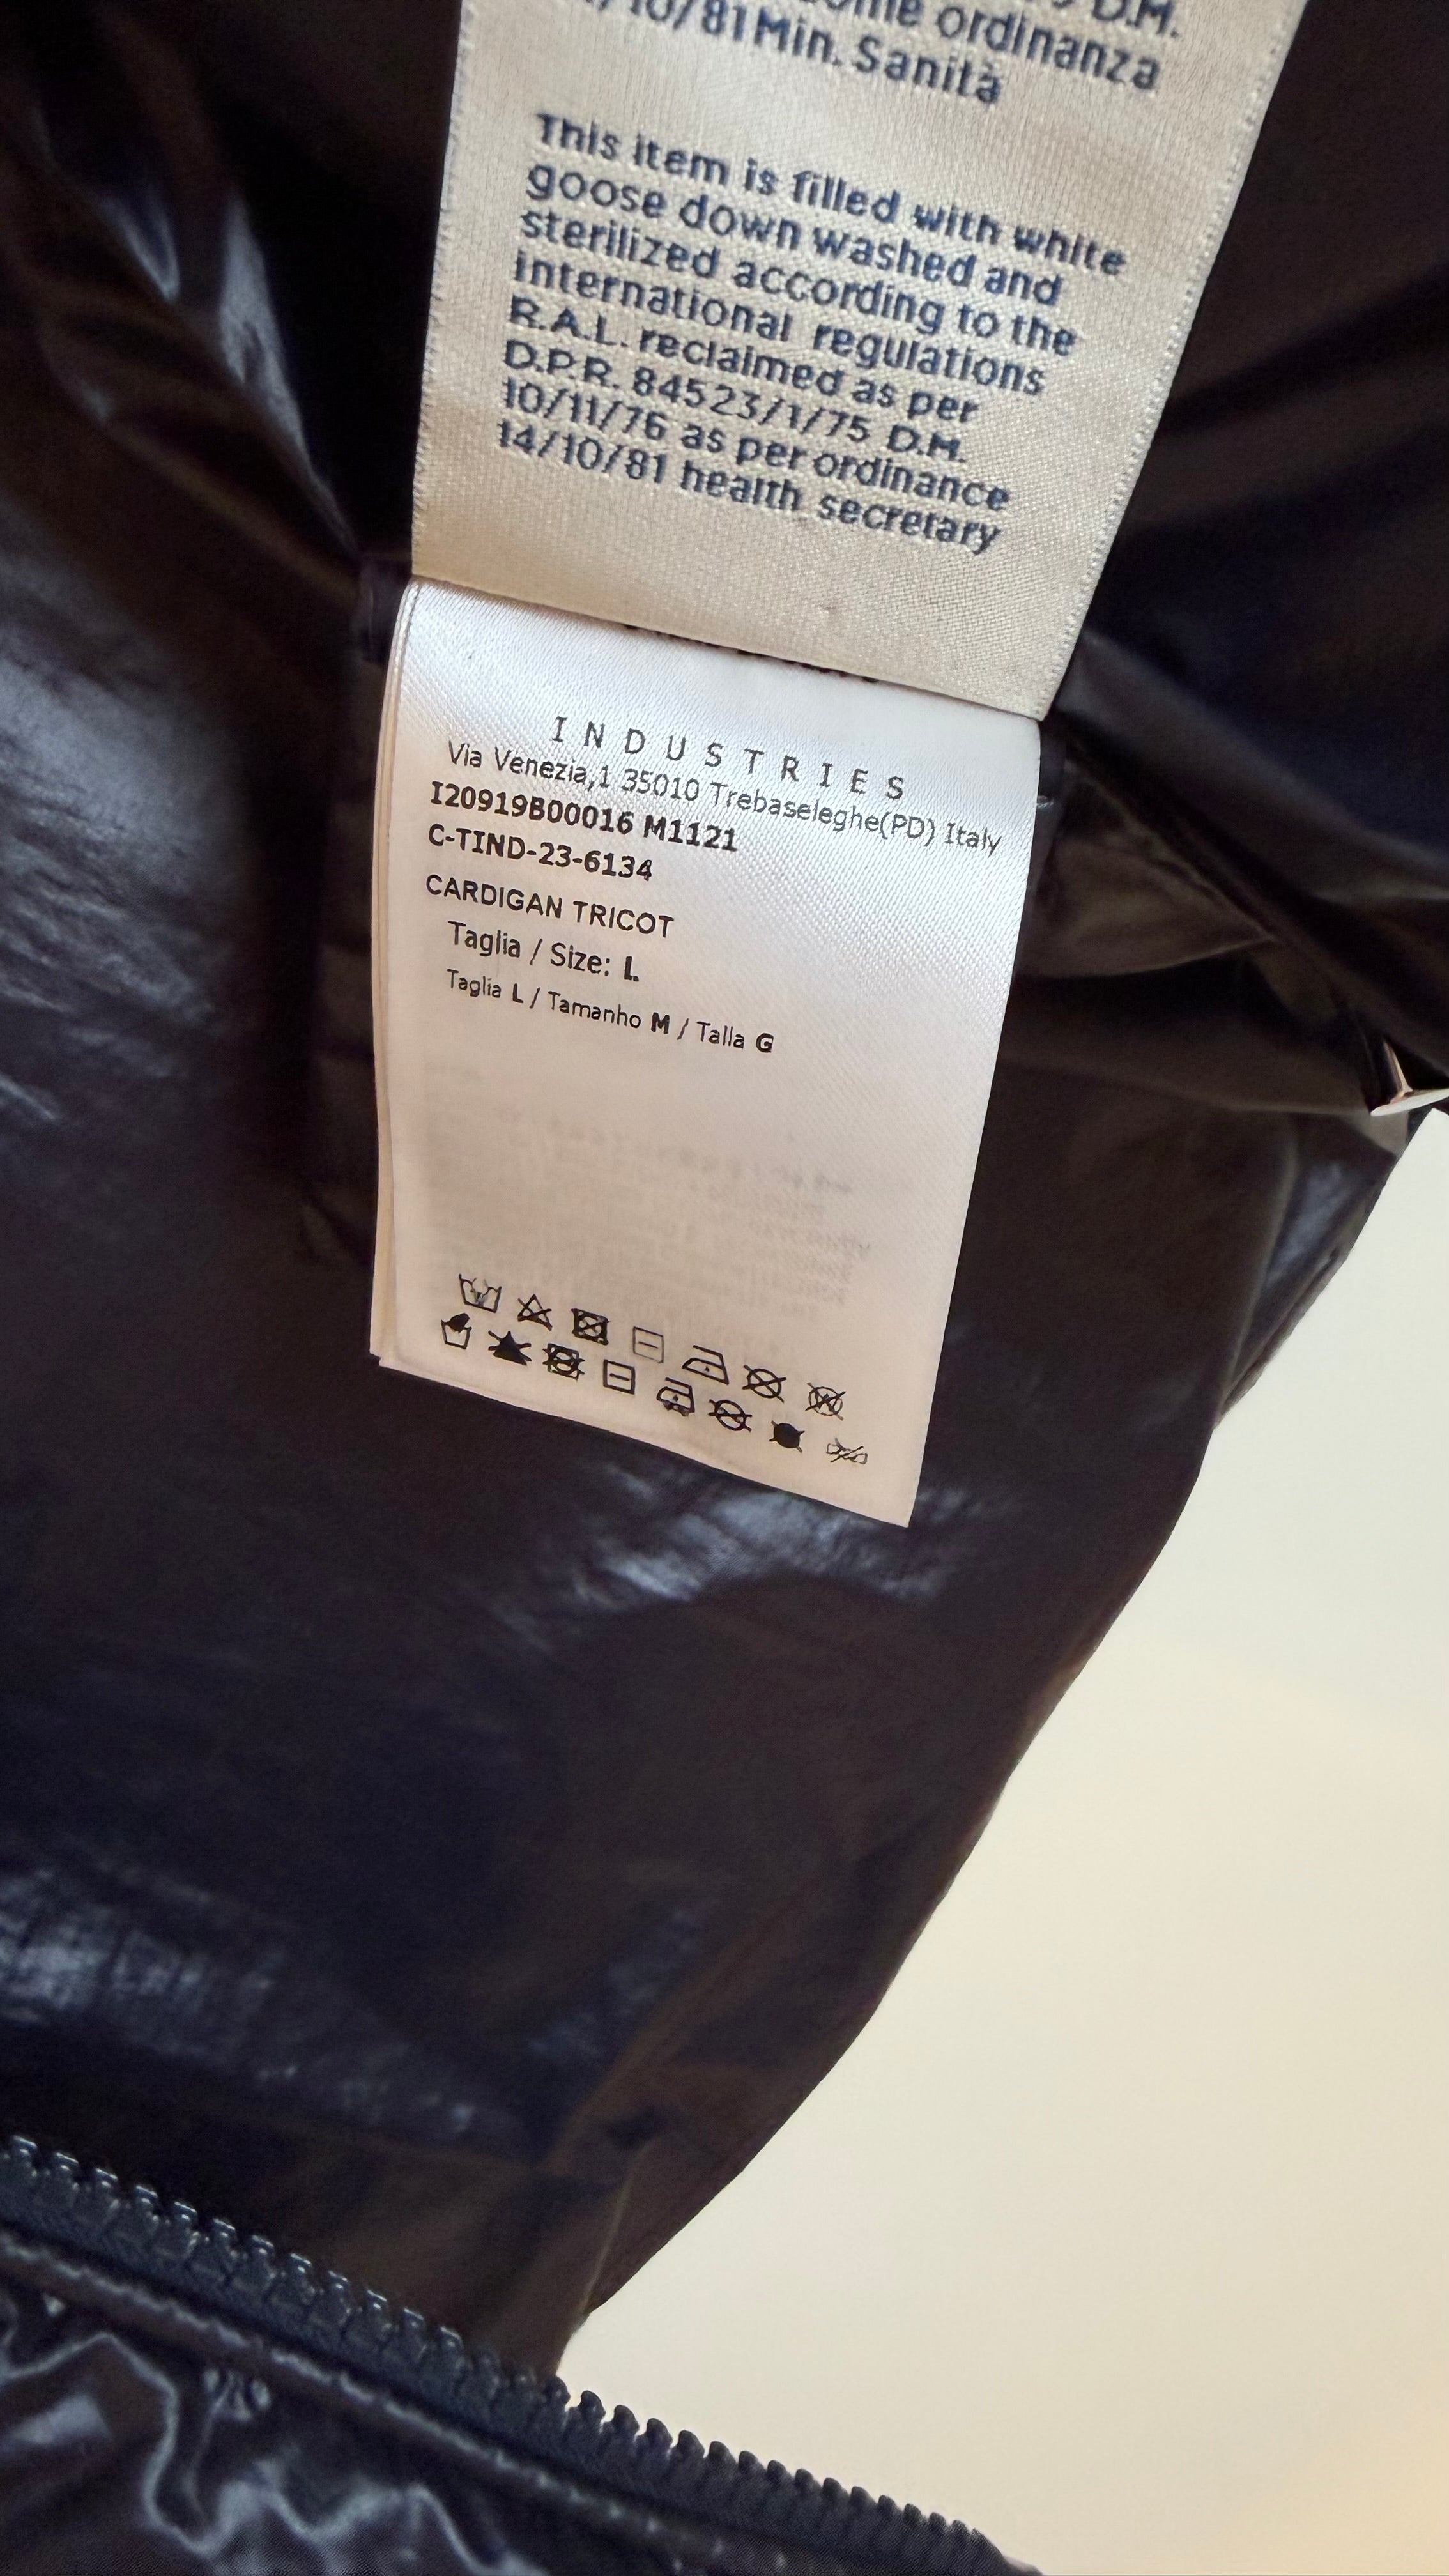 D.M.
ordinanza
10/81 Min. Sanità
This item is filled with white
goose down washed and
sterilized according to the
international regulations
R.A.L. reclaimed as per
D.P.R. 845 23/1/75 D.M.
10/11/76 as per ordinance
14/10/81 health secretary
INDUSTRIES
Via Venezia,1 35010 Trebaseleghe(PD) Italy
I20919B00016 M1121
C-TIND-23-6134
CARDIGAN TRICOT
Taglia / Size: L
Taglia L / Tamanho M / Talla G